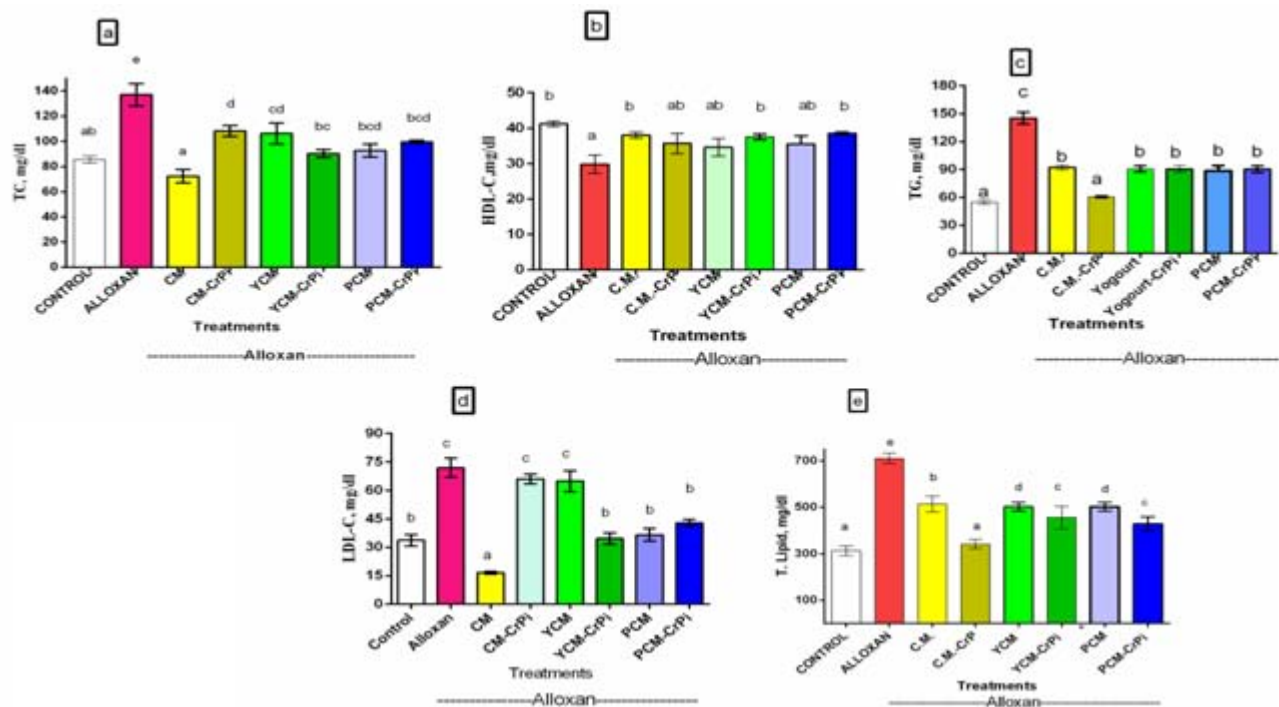 a
TC, mg/dl
140
120
100
80
60
40
20
0
ab
e
a
d
cd
bc
bcd
bcd
CONTROL
ALLOXAN
CM
CM-CrPi
YCM
YCM-CrPi
PCM
PCM-CrPi
Treatments
Alloxan
b
HDL-C,mg/dl
50
40
30
20
10
0
b
a
b
ab
ab
b
ab
b
CONTROL
ALLOXAN
C.M.
C.M.-CrP
YCM
YCM-CrPi
PCM
PCM-CrPi
Treatments
Alloxan
c
TG, mg/dl
180
150
120
90
60
30
0
a
c
b
a
b
b
b
b
CONTROL
ALLOXAN
C.M.
C.M.-CrP
Yogourt
Yogourt-CrPi
PCM
PCM-CrPi
Treatments
Alloxan
d
LDL-C, mg/dl
90
75
60
45
30
15
0
b
c
a
c
c
b
b
b
Control
Alloxan
CM
CM-CrPi
YCM
YCM-CrPi
PCM
PCM-CrPi
Treatments
Alloxan
e
T. Lipid, mg/dl
700
500
300
100
a
e
b
a
d
c
d
c
CONTROL
ALLOXAN
C.M.
C.M.-CrP
YCM
YCM-CrPi
PCM
PCM-CrPi
Treatments
Alloxan